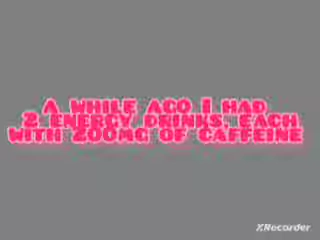 A WHILE AGO I HAD
2 ENERGY DRINKS, EACH
WITH 200MG OF CAFFEINE
XRecorder